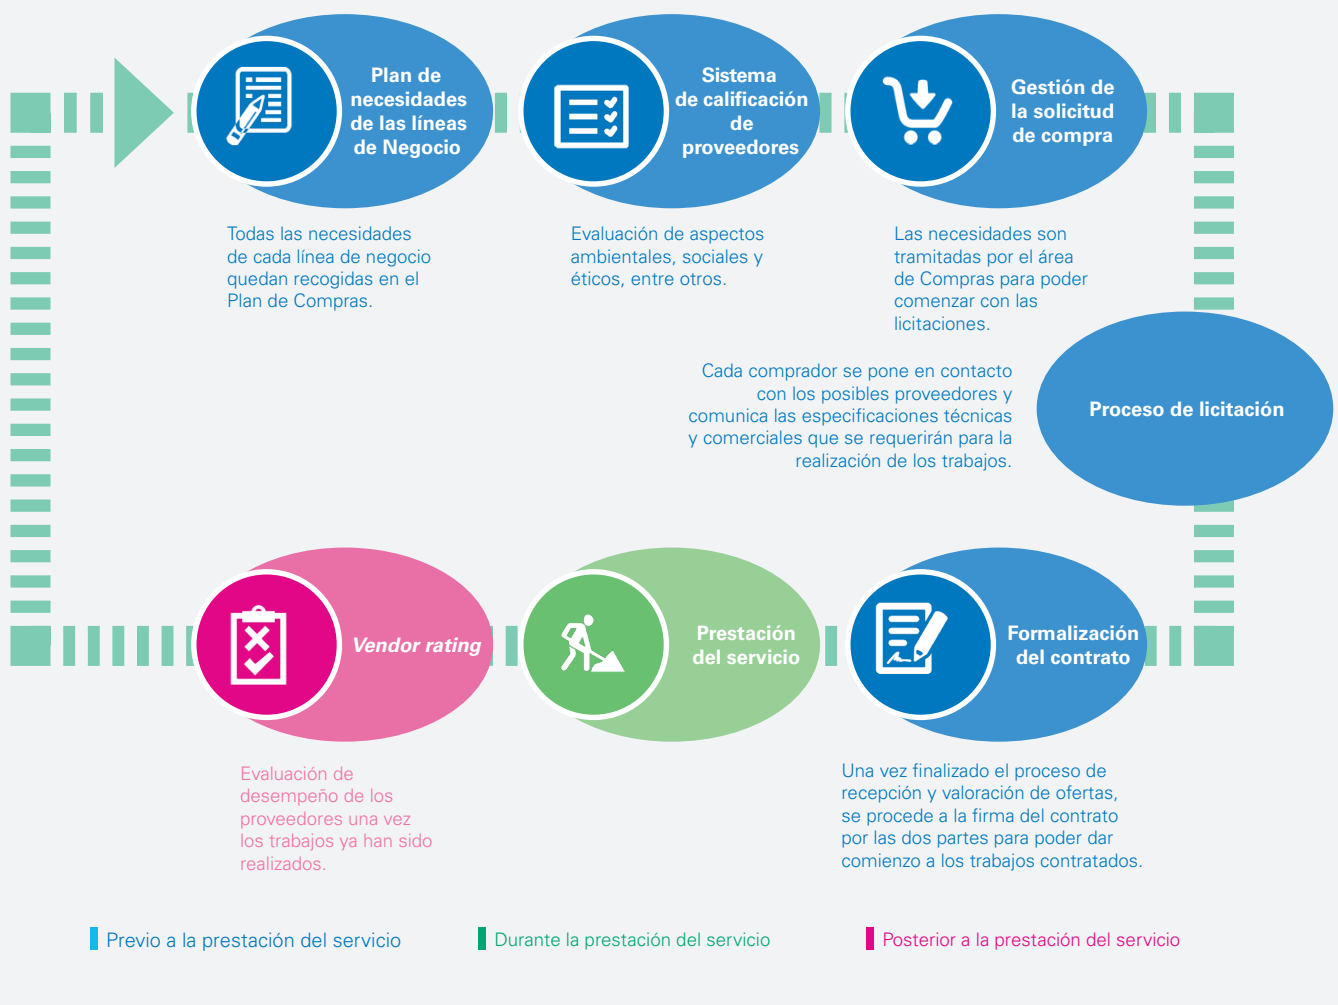 Plan de
necesidades
de las líneas
de Negocio
Sistema
de calificación
de
proveedores
Gestión de
la solicitud
de compra
Todas las necesidades
de cada línea de negocio
quedan recogidas en el
Plan de Compras.
Evaluación de aspectos
ambientales, sociales y
éticos, entre otros.
Las necesidades son
tramitadas por el área
de Compras para poder
comenzar con las
licitaciones.
Cada comprador se pone en contacto
con los posibles proveedores y
comunica las especificaciones técnicas
y comerciales que se requerirán para la
realización de los trabajos.
Proceso de licitación
Vendor rating
Prestación
del servicio
Formalización
del contrato
Evaluación de
desempeño de los
proveedores una vez
los trabajos ya han sido
realizados.
Una vez finalizado el proceso de
recepción y valoración de ofertas,
se procede a la firma del contrato
por las dos partes para poder dar
comienzo a los trabajos contratados.
Previo a la prestación del servicio
Durante la prestación del servicio
Posterior a la prestación del servicio